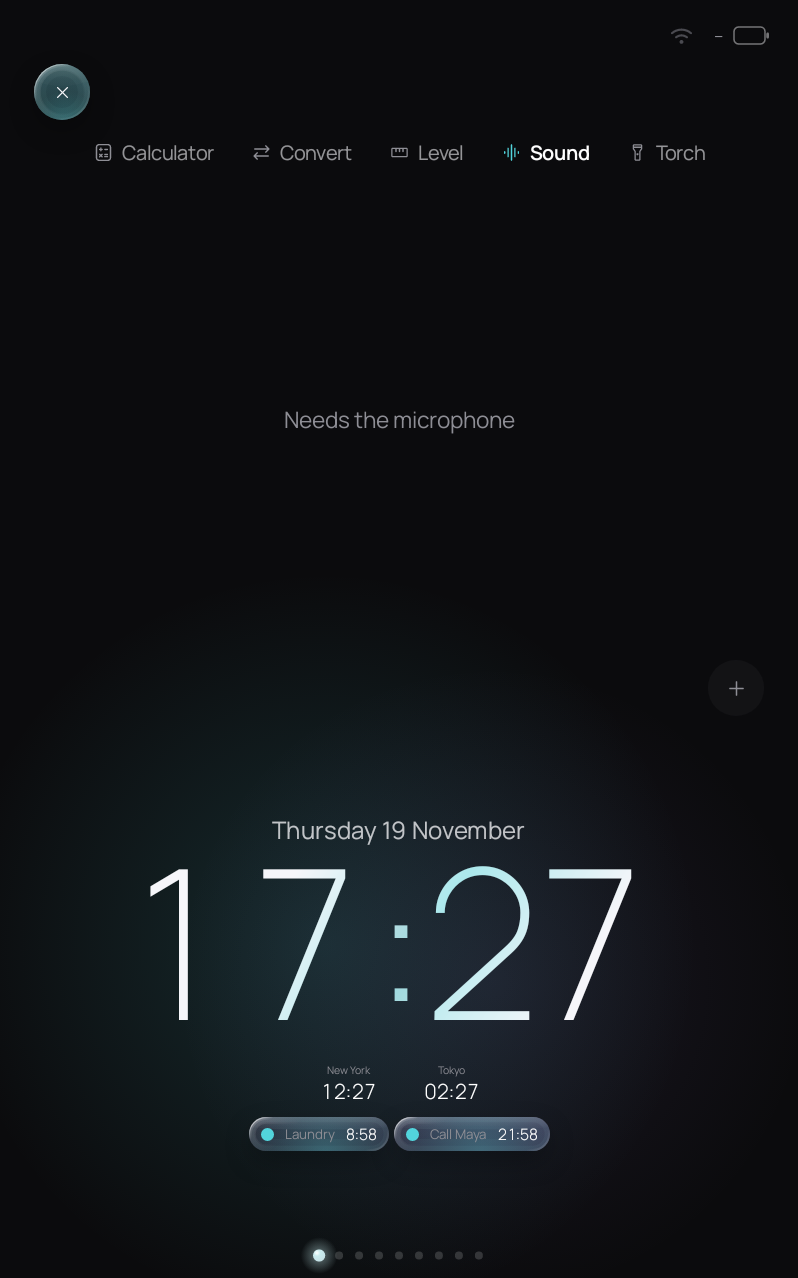 –
Calculator Convert Level Sound Torch
Needs the microphone
Thursday 19 November
17:27
New York Tokyo
12:27 02:27
Laundry 8:58 Call Maya 21:58